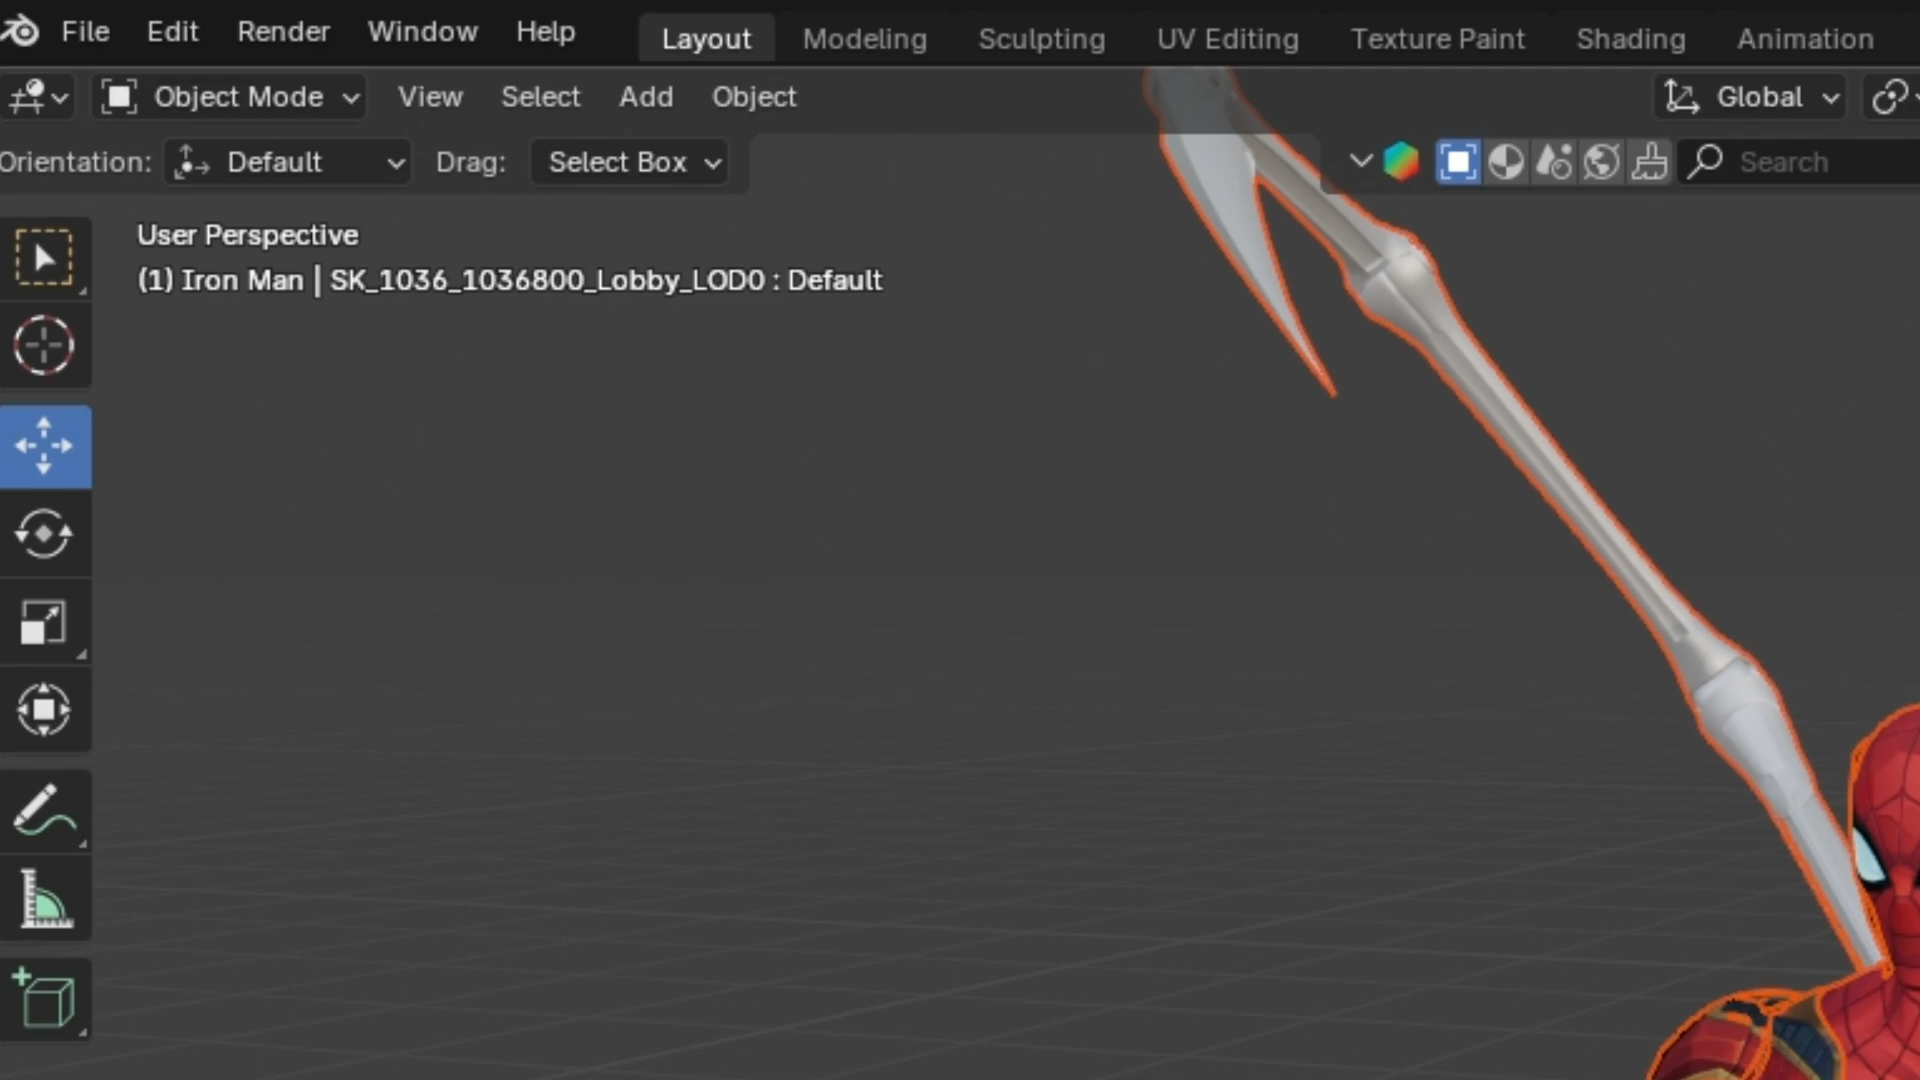 File Edit Render Window Help Layout Modeling Sculpting UV Editing Texture Paint Shading Animation
Object Mode View Select Add Object Global
Orientation: Default Drag: Select Box Search
User Perspective
(1) Iron Man | SK_1036_1036800_Lobby_LOD0 : Default